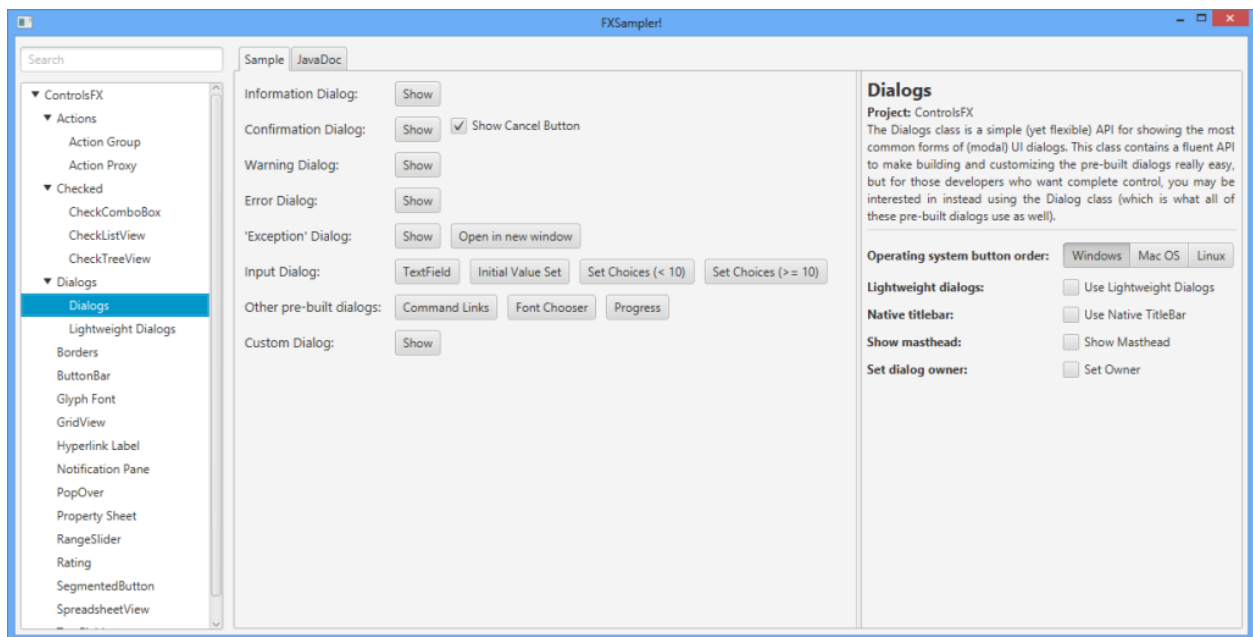 FXSampler!
Search
ControlsFX
Actions
Action Group
Action Proxy
Checked
CheckComboBox
CheckListView
CheckTreeView
Dialogs
Dialogs
Lightweight Dialogs
Borders
ButtonBar
Glyph Font
GridView
Hyperlink Label
Notification Pane
PopOver
Property Sheet
RangeSlider
Rating
SegmentedButton
SpreadsheetView
Sample JavaDoc
Information Dialog: Show
Confirmation Dialog: Show Show Cancel Button
Warning Dialog: Show
Error Dialog: Show
'Exception' Dialog: Show Open in new window
Input Dialog: TextField Initial Value Set Set Choices (< 10) Set Choices (>= 10)
Other pre-built dialogs: Command Links Font Chooser Progress
Custom Dialog: Show
Dialogs
Project: ControlsFX
The Dialogs class is a simple (yet flexible) API for showing the most
common forms of (modal) UI dialogs. This class contains a fluent API
to make building and customizing the pre-built dialogs really easy,
but for those developers who want complete control, you may be
interested in instead using the Dialog class (which is what all of
these pre-built dialogs use as well).
Operating system button order: Windows Mac OS Linux
Lightweight dialogs: Use Lightweight Dialogs
Native titlebar: Use Native TitleBar
Show masthead: Show Masthead
Set dialog owner: Set Owner